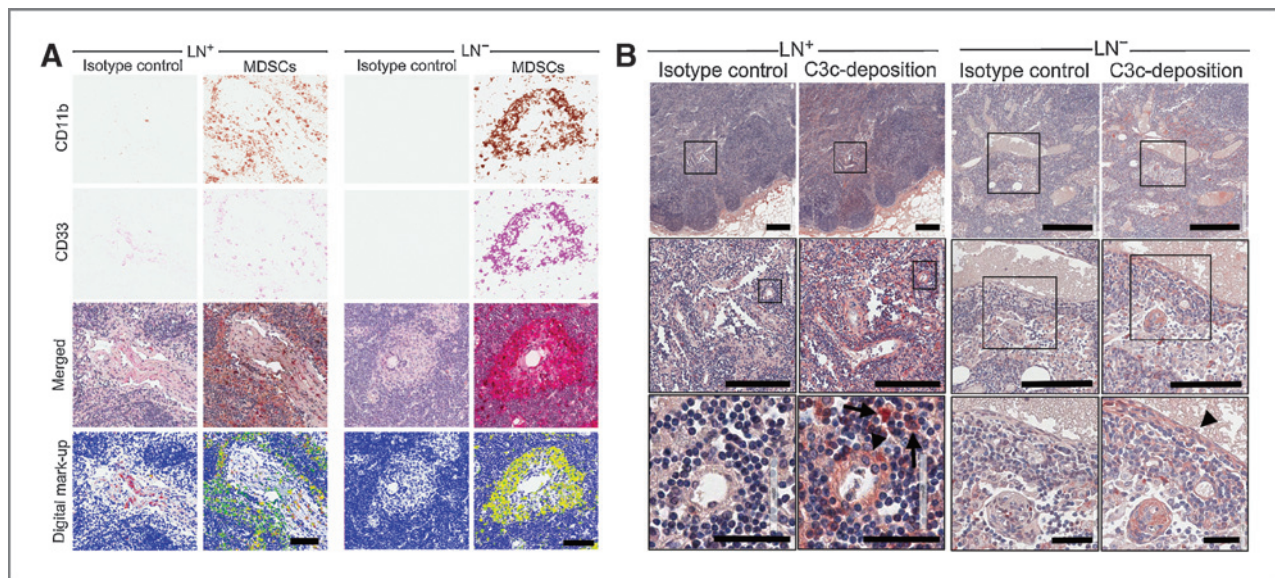 A
LN⁺ LN⁻
Isotype control MDSCs Isotype control MDSCs
CD11b
CD33
Merged
Digital mark-up
B
LN⁺ LN⁻
Isotype control C3c-deposition Isotype control C3c-deposition